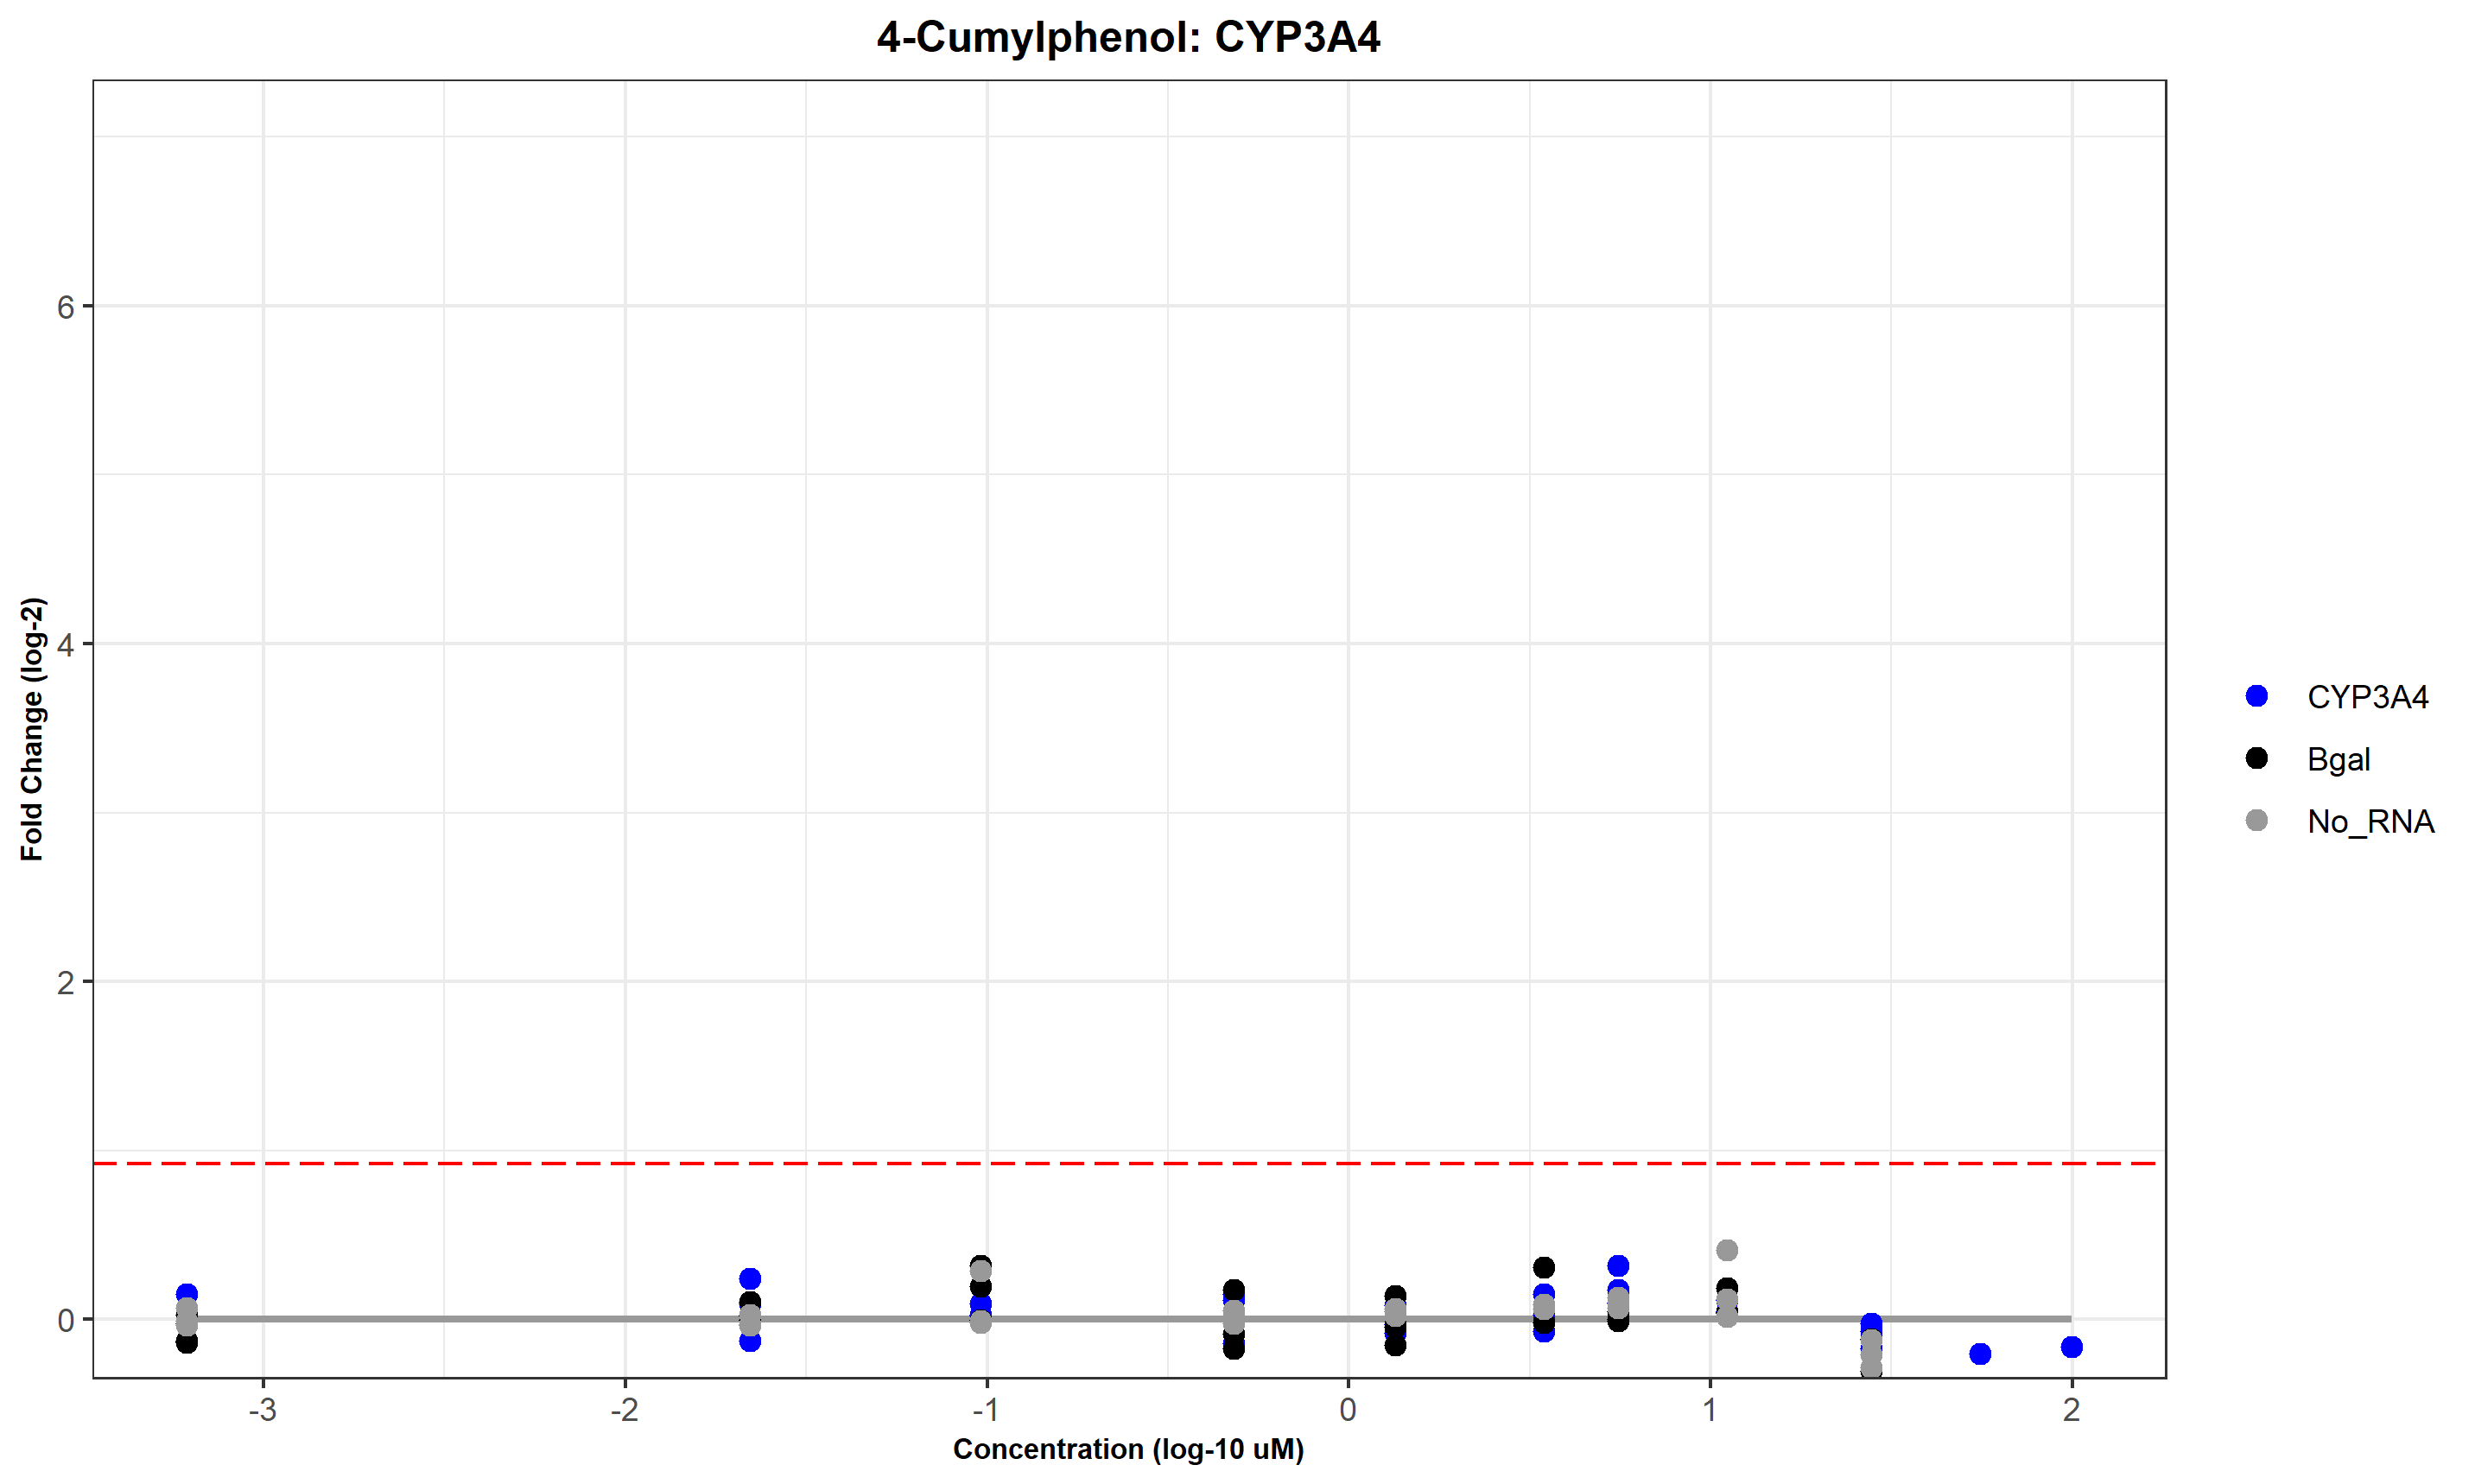 4-Cumylphenol: CYP3A4
Fold Change (log-2)
6
4
2
0
-3
-2
-1
0
1
2
Concentration (log-10 uM)
CYP3A4
Bgal
No_RNA